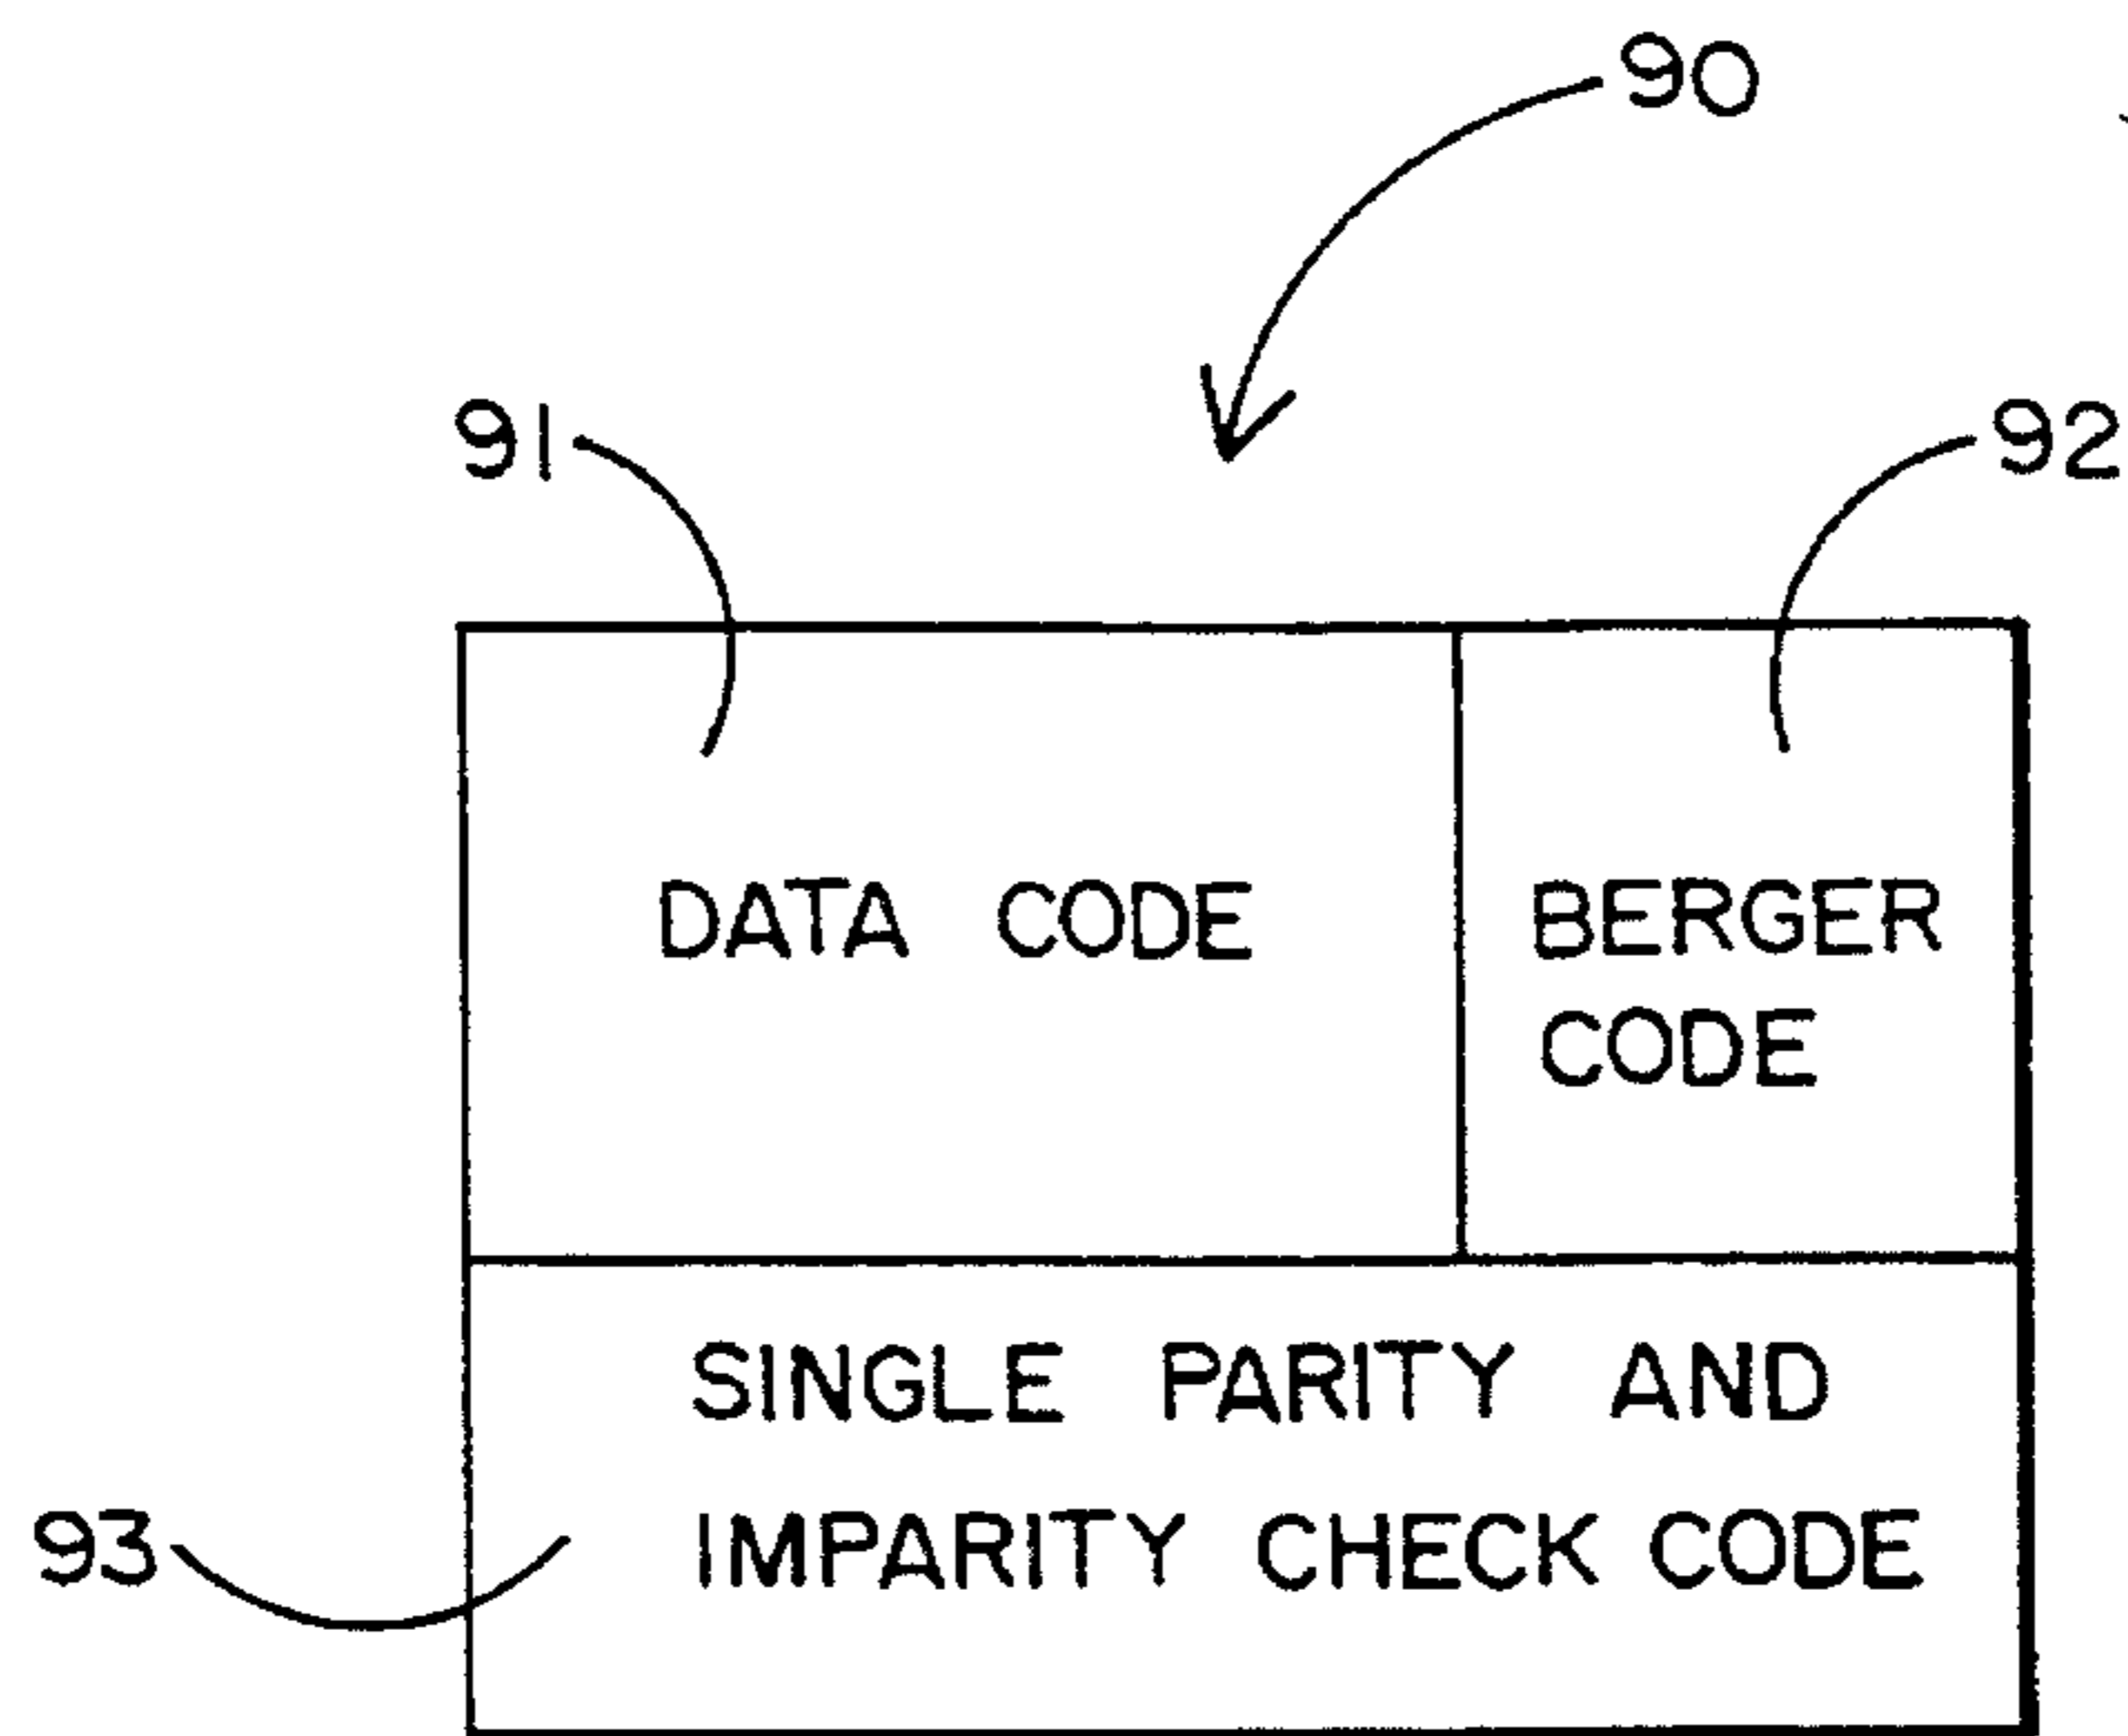 90
91
92
DATA CODE
BERGER
CODE
SINGLE PARITY AND
IMPARITY CHECK CODE
93